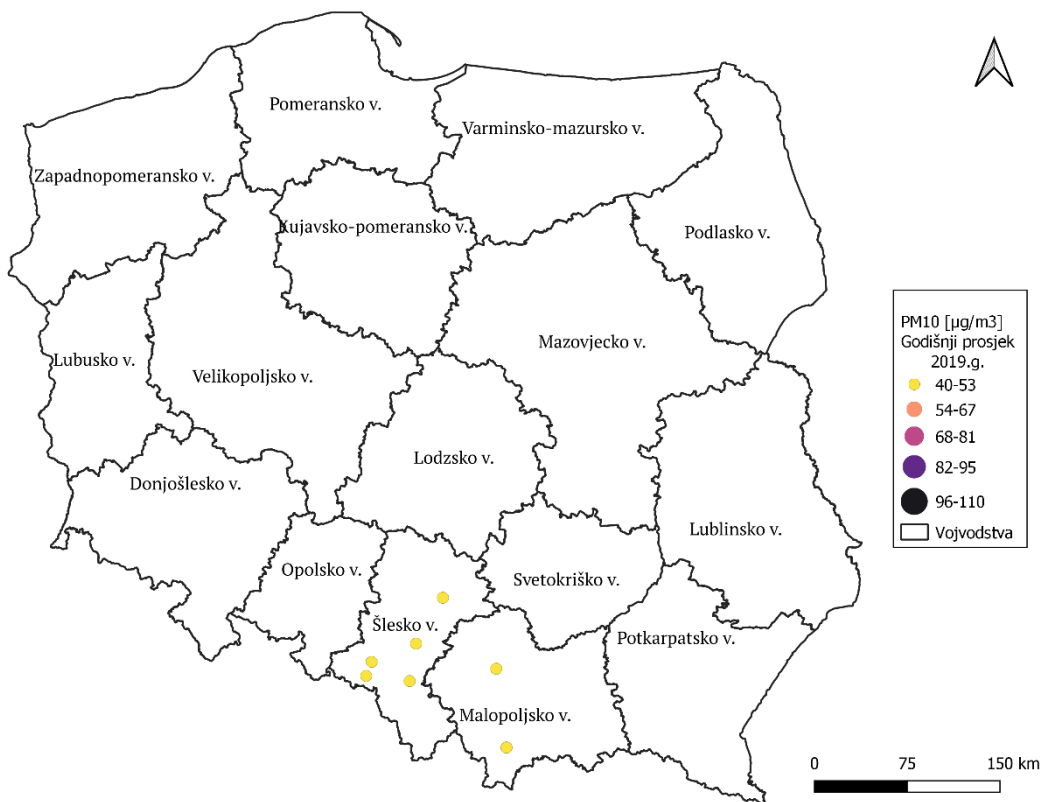 Pomeransko v.
Varminsko-mazursko v.
Zapadnopomeransko v.
Kujavsko-pomeransko v.
Podlasko v.
Mazovjecko v.
Lubusko v.
Velikopoljsko v.
Lodzsko v.
Donjošlesko v.
Lublinsko v.
Opolsko v.
Svetokriško v.
Šlesko v.
Potkarpatsko v.
Malopoljsko v.
PM10 [µg/m3]
Godišnji prosjek
2019.g.
40-53
54-67
68-81
82-95
96-110
Vojvodstva
0 75 150 km